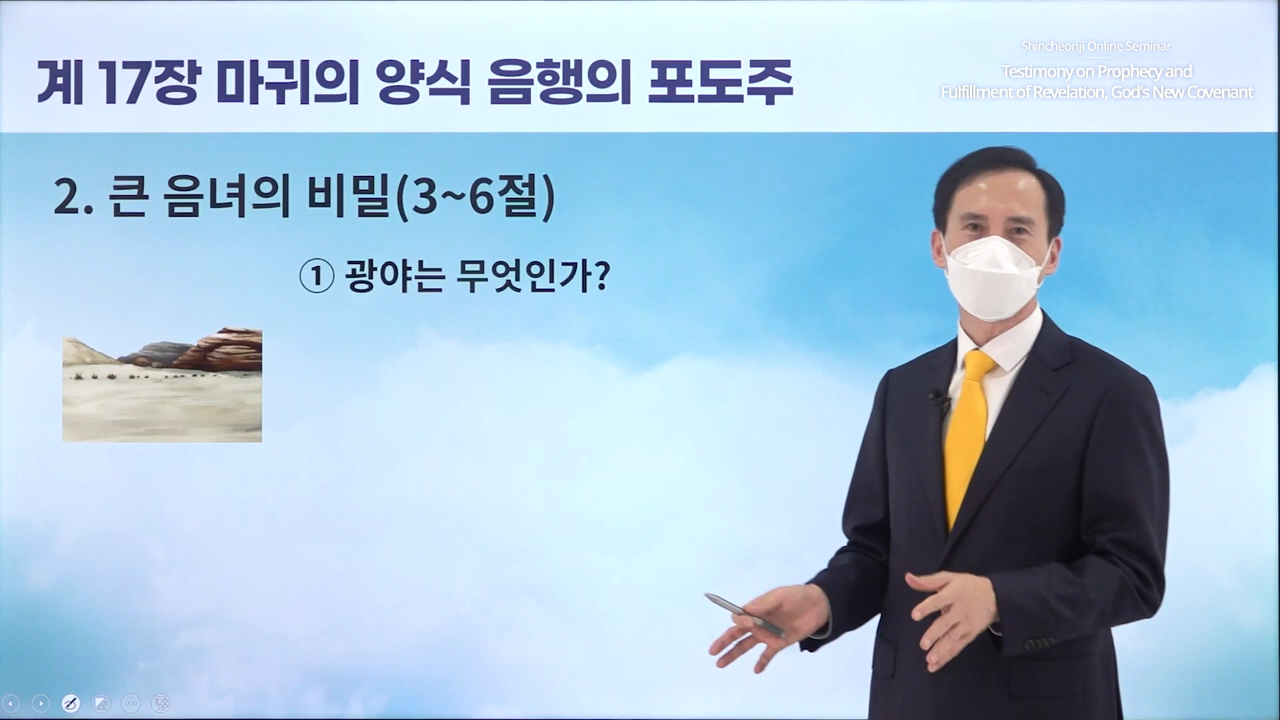 계 17장 마귀의 양식 음행의 포도주
Shincheonji Online Seminar
Testimony on Prophecy and
Fulfillment of Revelation, God's New Covenant
2. 큰 음녀의 비밀(3~6절)
① 광야는 무엇인가?